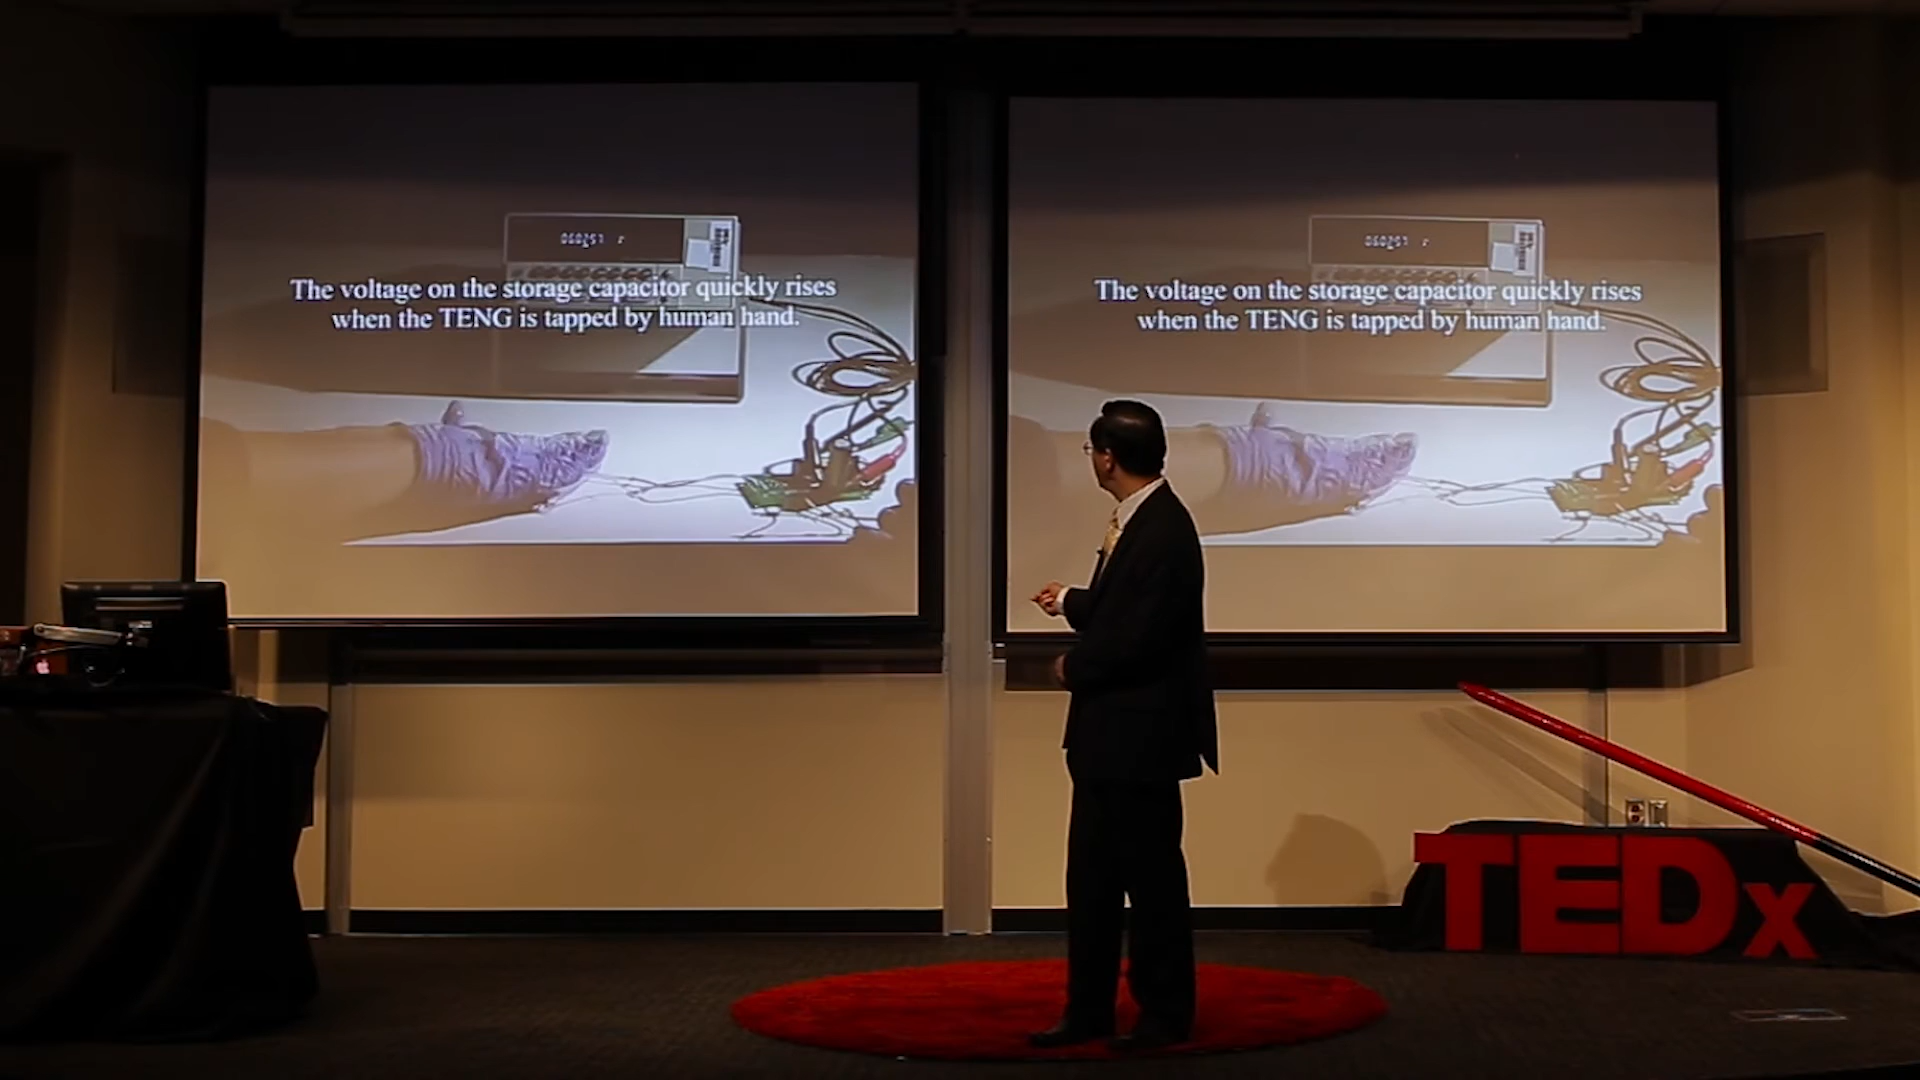 The voltage on the storage capacitor quickly rises
when the TENG is tapped by human hand.
The voltage on the storage capacitor quickly rises
when the TENG is tapped by human hand.
TEDx